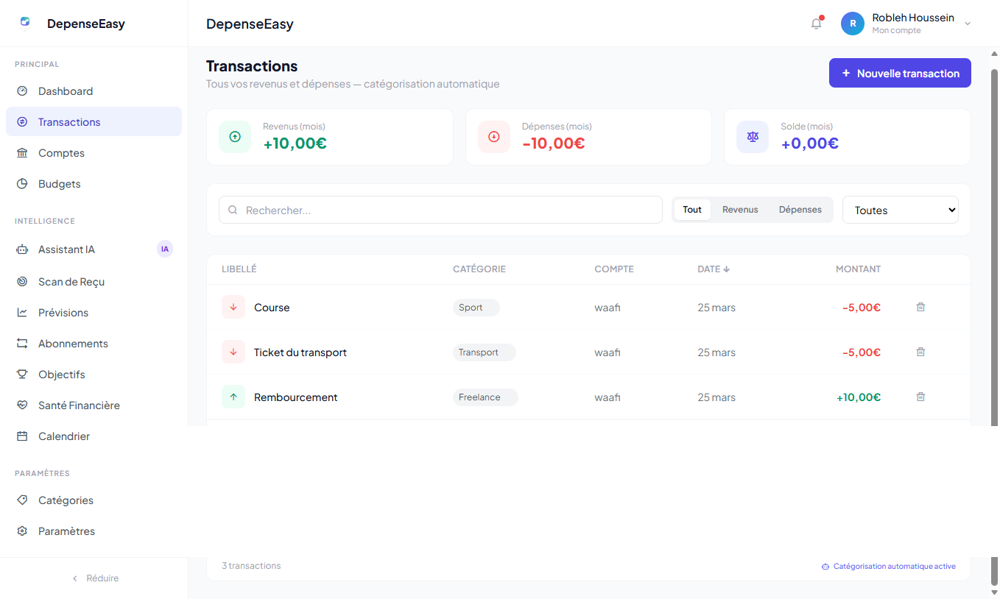 DepenseEasy
PRINCIPAL
Dashboard
Transactions
Comptes
Budgets
INTELLIGENCE
Assistant IA IA
Scan de Reçu
Prévisions
Abonnements
Objectifs
Santé Financière
Calendrier
PARAMÈTRES
Catégories
Paramètres
Réduire
DepenseEasy
R
Robleh Houssein
Mon compte
Transactions
Tous vos revenus et dépenses — catégorisation automatique
+ Nouvelle transaction
Revenus (mois)
+10,00€
Dépenses (mois)
-10,00€
Solde (mois)
+0,00€
Rechercher...
Tout Revenus Dépenses
Toutes
LIBELLÉ CATÉGORIE COMPTE DATE ↓ MONTANT
↓ Course Sport waafi 25 mars -5,00€
↓ Ticket du transport Transport waafi 25 mars -5,00€
↑ Rembourcement Freelance waafi 25 mars +10,00€
3 transactions
Catégorisation automatique active